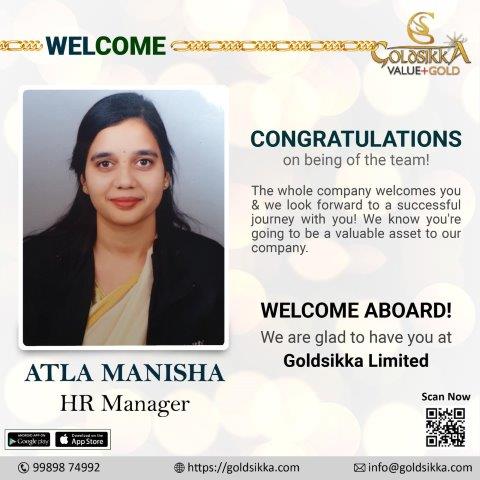 WELCOME
GOLDSIKKA
VALUE+GOLD
CONGRATULATIONS
on being of the team!
The whole company welcomes you
& we look forward to a successful
journey with you! We know you're
going to be a valuable asset to our
company.
WELCOME ABOARD!
We are glad to have you at
Goldsikka Limited
ATLA MANISHA
HR Manager
Scan Now
ANDROID APP ON
Google play
Download on the
App Store
99898 74992
https://goldsikka.com
info@goldsikka.com